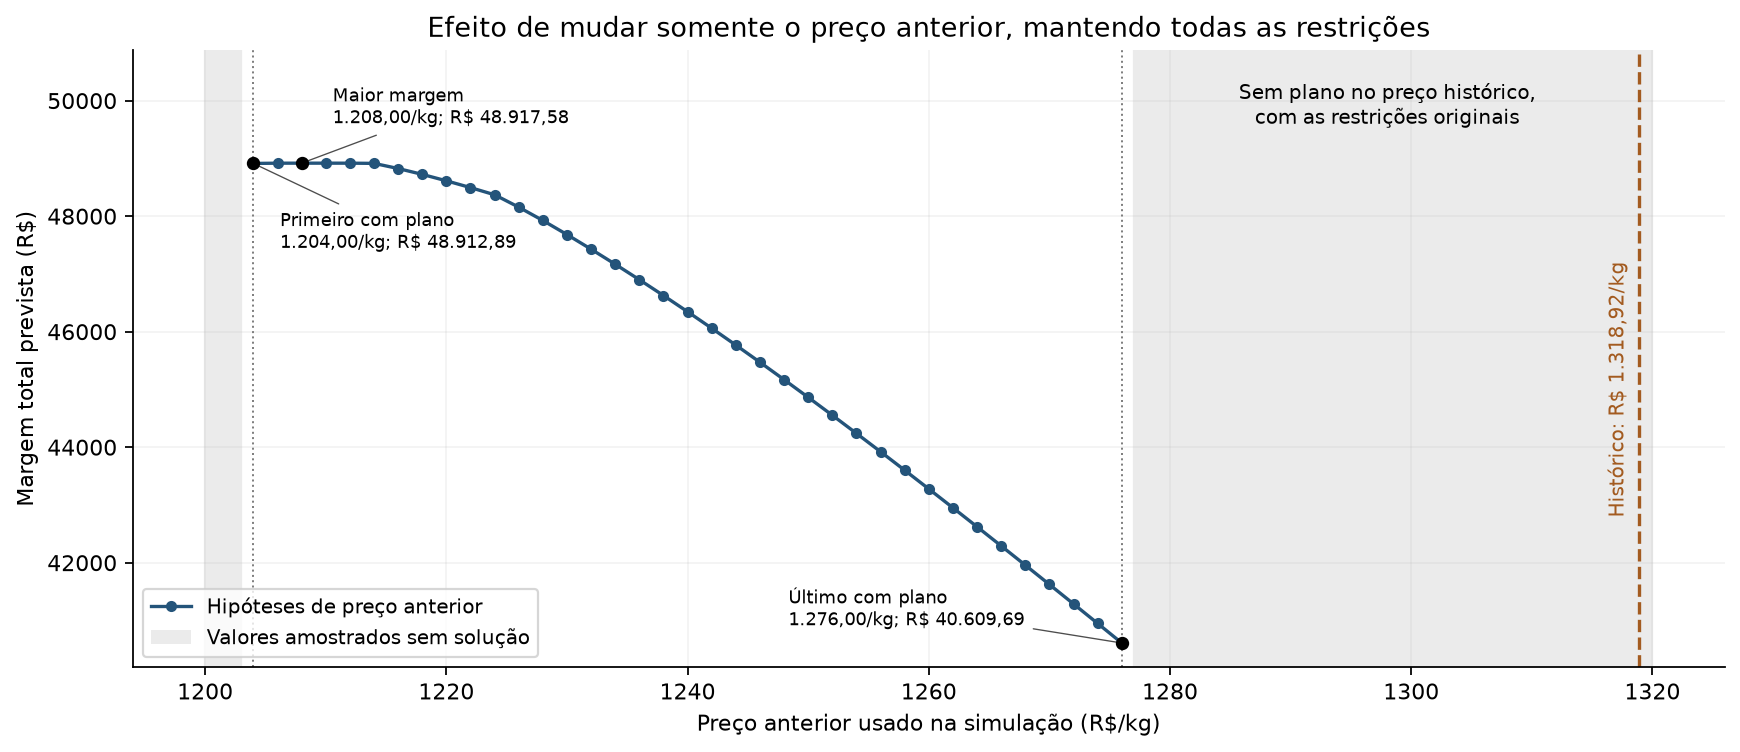 Efeito de mudar somente o preço anterior, mantendo todas as restrições
Margem total prevista (R$)
50000
48000
46000
44000
42000
Maior margem
1.208,00/kg; R$ 48.917,58
Primeiro com plano
1.204,00/kg; R$ 48.912,89
Sem plano no preço histórico,
com as restrições originais
Histórico: R$ 1.318,92/kg
Último com plano
1.276,00/kg; R$ 40.609,69
Hipóteses de preço anterior
Valores amostrados sem solução
1200
1220
1240
1260
1280
1300
1320
Preço anterior usado na simulação (R$/kg)